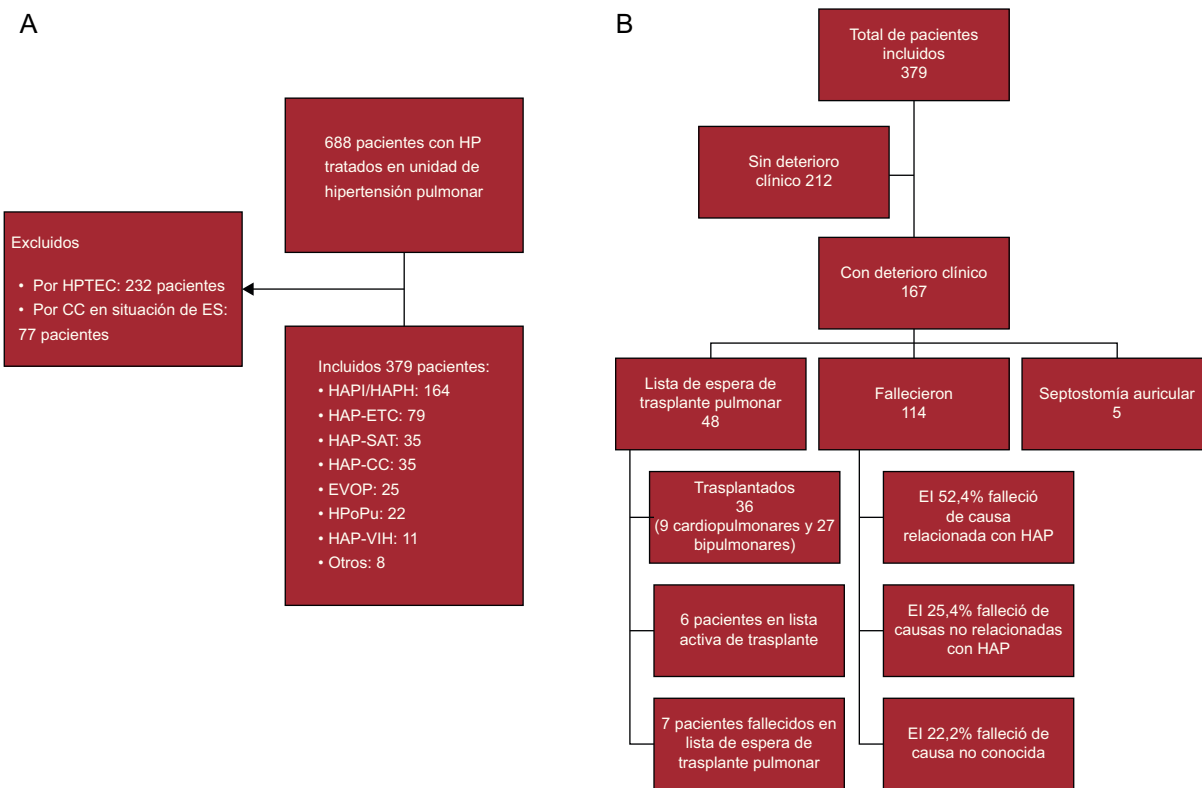 A
688 pacientes con HP
tratados en unidad de
hipertensión pulmonar
Excluidos
• Por HPTEC: 232 pacientes
• Por CC en situación de ES:
77 pacientes
Incluidos 379 pacientes:
• HAPI/HAPH: 164
• HAP-ETC: 79
• HAP-SAT: 35
• HAP-CC: 35
• EVOP: 25
• HPoPu: 22
• HAP-VIH: 11
• Otros: 8
B
Total de pacientes
incluidos
379
Sin deterioro
clínico 212
Con deterioro clínico
167
Lista de espera de
trasplante pulmonar
48
Fallecieron
114
Septostomía auricular
5
Trasplantados
36
(9 cardiopulmonares y 27
bipulmonares)
6 pacientes en lista
activa de trasplante
7 pacientes fallecidos en
lista de espera de
trasplante pulmonar
El 52,4% falleció
de causa
relacionada con HAP
El 25,4% falleció de
causas no relacionadas
con HAP
El 22,2% falleció de
causa no conocida